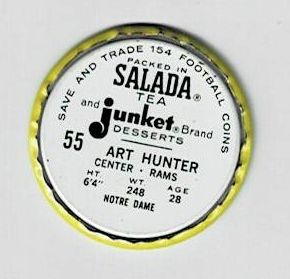 SAVE AND TRADE 154 FOOTBALL COINS
PACKED IN
SALADA®
TEA
and junket® Brand
DESSERTS
55
ART HUNTER
CENTER - RAMS
HT. WT. AGE
6'4" 248 28
NOTRE DAME